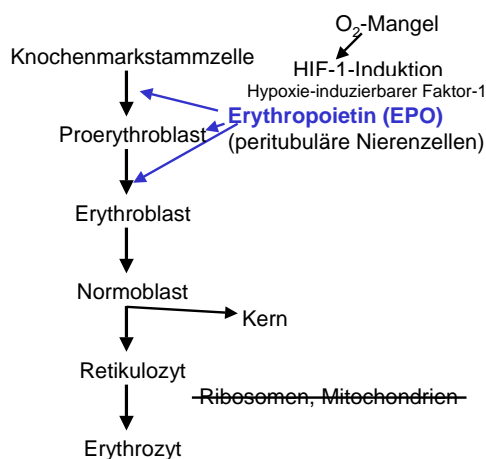 O₂-Mangel
Knochenmarkstammzelle
HIF-1-Induktion
Hypoxie-induzierbarer Faktor-1
Erythropoietin (EPO)
Proerythroblast
(peritubuläre Nierenzellen)
Erythroblast
Normoblast
Kern
Retikulozyt
Ribosomen, Mitochondrien
Erythrozyt